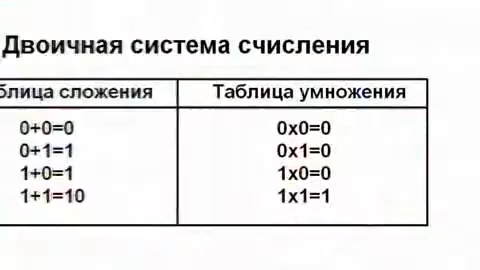 Двоичная система счисления
блица сложения Таблица умножения
0+0=0 0x0=0
0+1=1 0x1=0
1+0=1 1x0=0
1+1=10 1x1=1